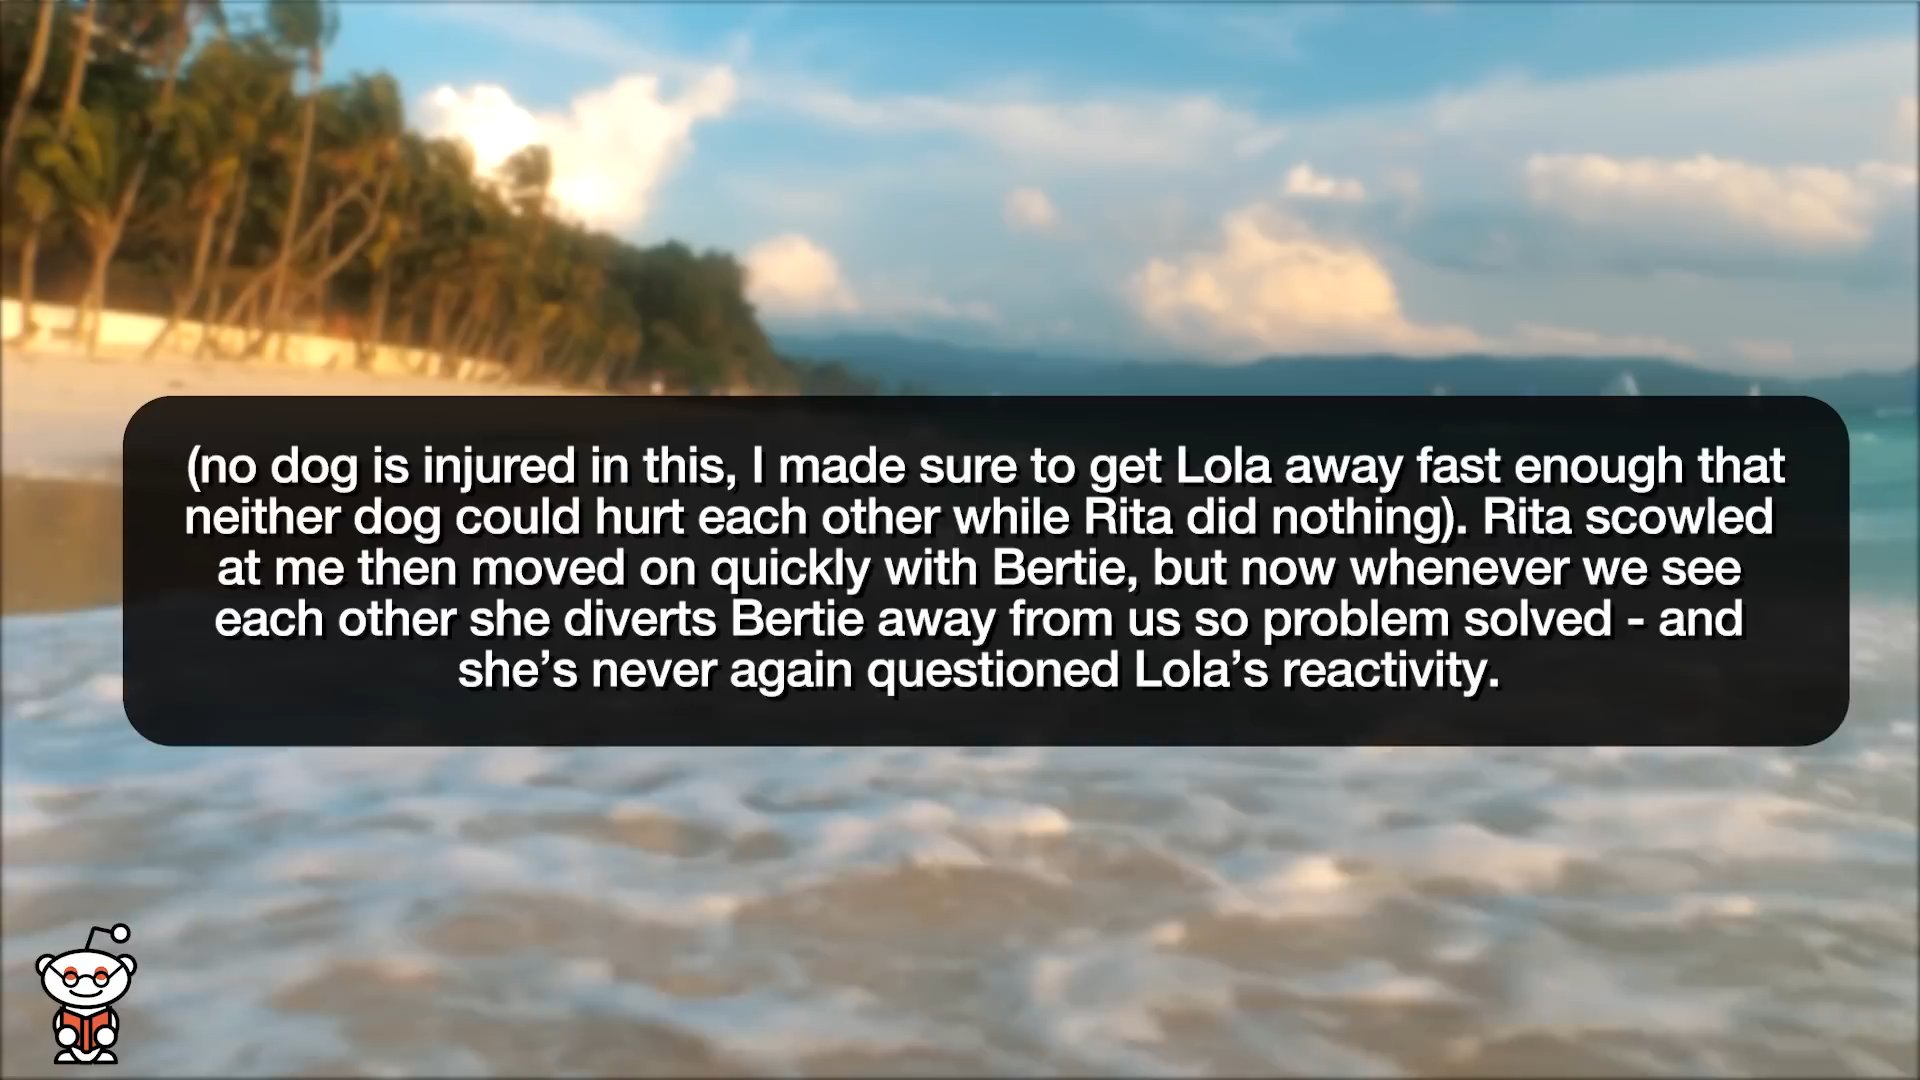 (no dog is injured in this, I made sure to get Lola away fast enough that
neither dog could hurt each other while Rita did nothing). Rita scowled
at me then moved on quickly with Bertie, but now whenever we see
each other she diverts Bertie away from us so problem solved - and
she’s never again questioned Lola’s reactivity.